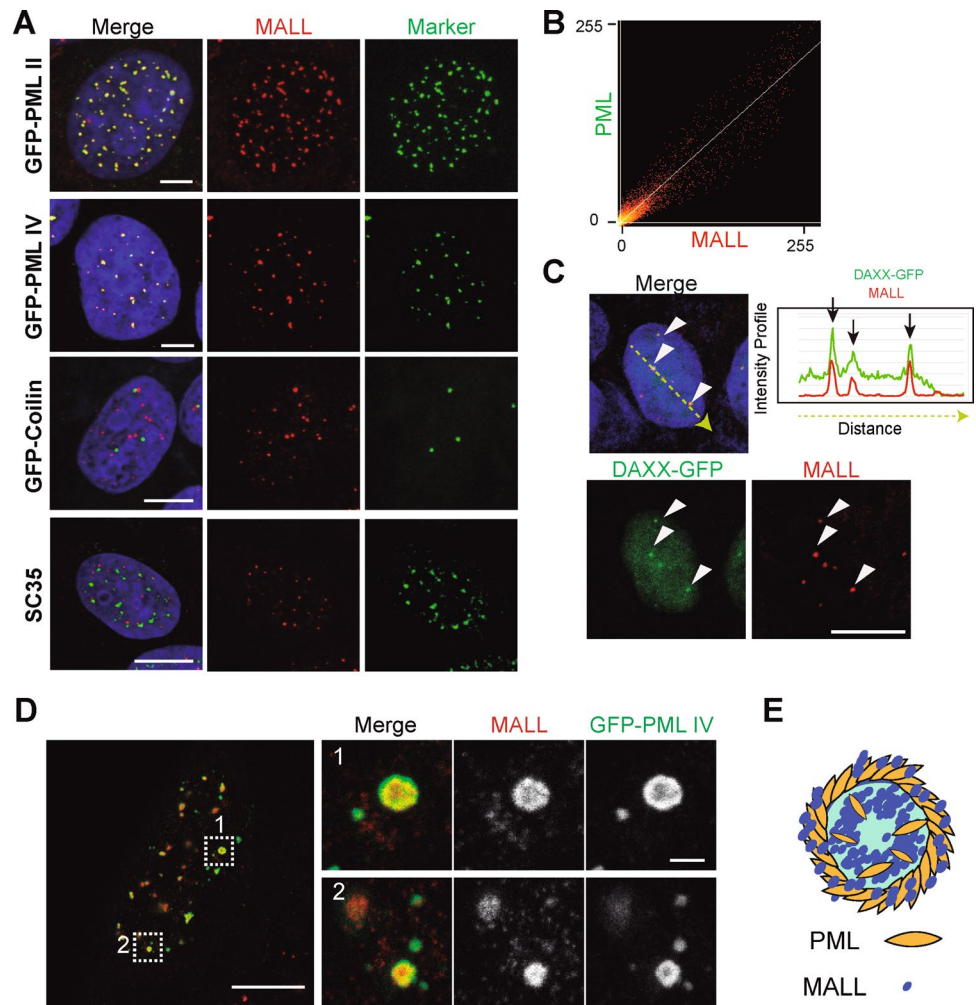 A
Merge
MALL
Marker
GFP-PML II
GFP-PML IV
GFP-Coilin
SC35
B
255
PML
0
0
MALL
255
C
Merge
DAXX-GFP
MALL
Intensity Profile
Distance
DAXX-GFP
MALL
D
1
2
Merge
MALL
GFP-PML IV
1
2
E
PML
MALL